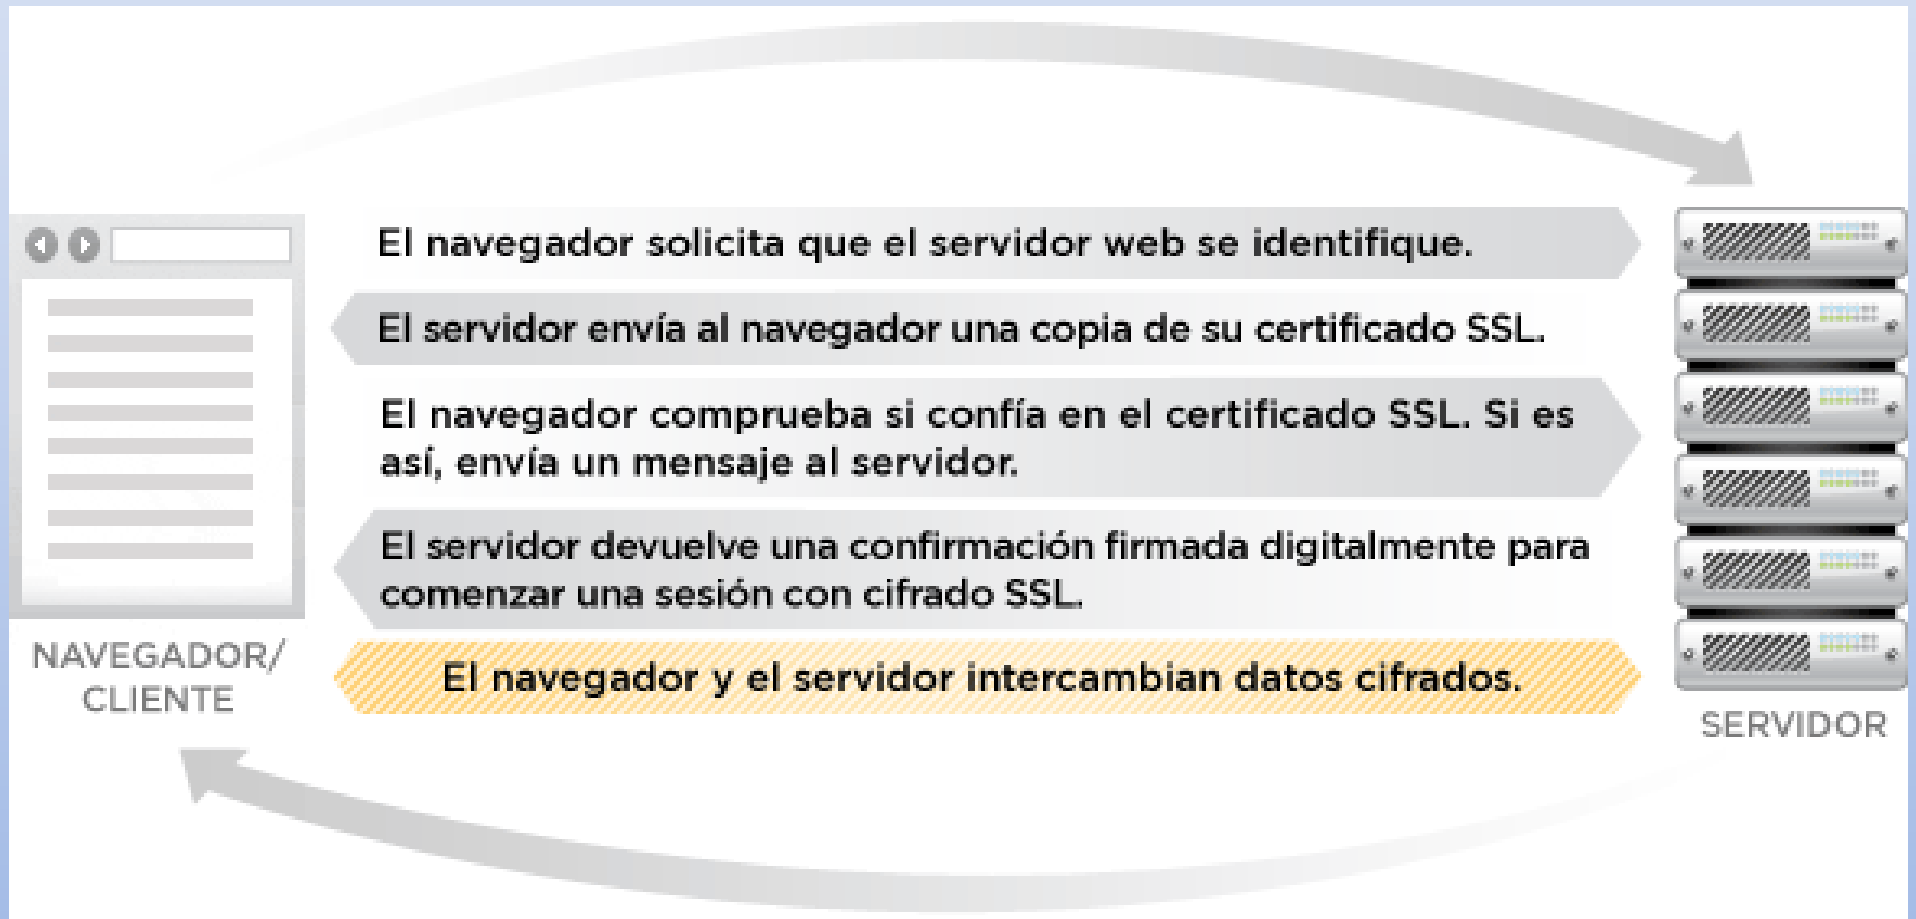 El navegador solicita que el servidor web se identifique.
El servidor envía al navegador una copia de su certificado SSL.
El navegador comprueba si confía en el certificado SSL. Si es
así, envía un mensaje al servidor.
El servidor devuelve una confirmación firmada digitalmente para
comenzar una sesión con cifrado SSL.
El navegador y el servidor intercambian datos cifrados.
NAVEGADOR/
CLIENTE
SERVIDOR